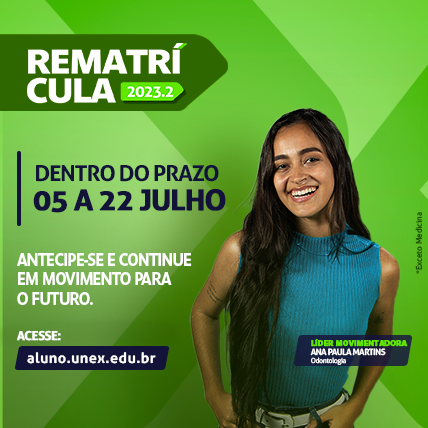 REMATRÍ
CULA 2023.2
DENTRO DO PRAZO
05 A 22 JULHO
ANTECIPE-SE E CONTINUE
EM MOVIMENTO PARA
O FUTURO.
ACESSE:
aluno.unex.edu.br
*Exceto Medicina
LÍDER MOVIMENTADORA
ANA PAULA MARTINS
Odontologia